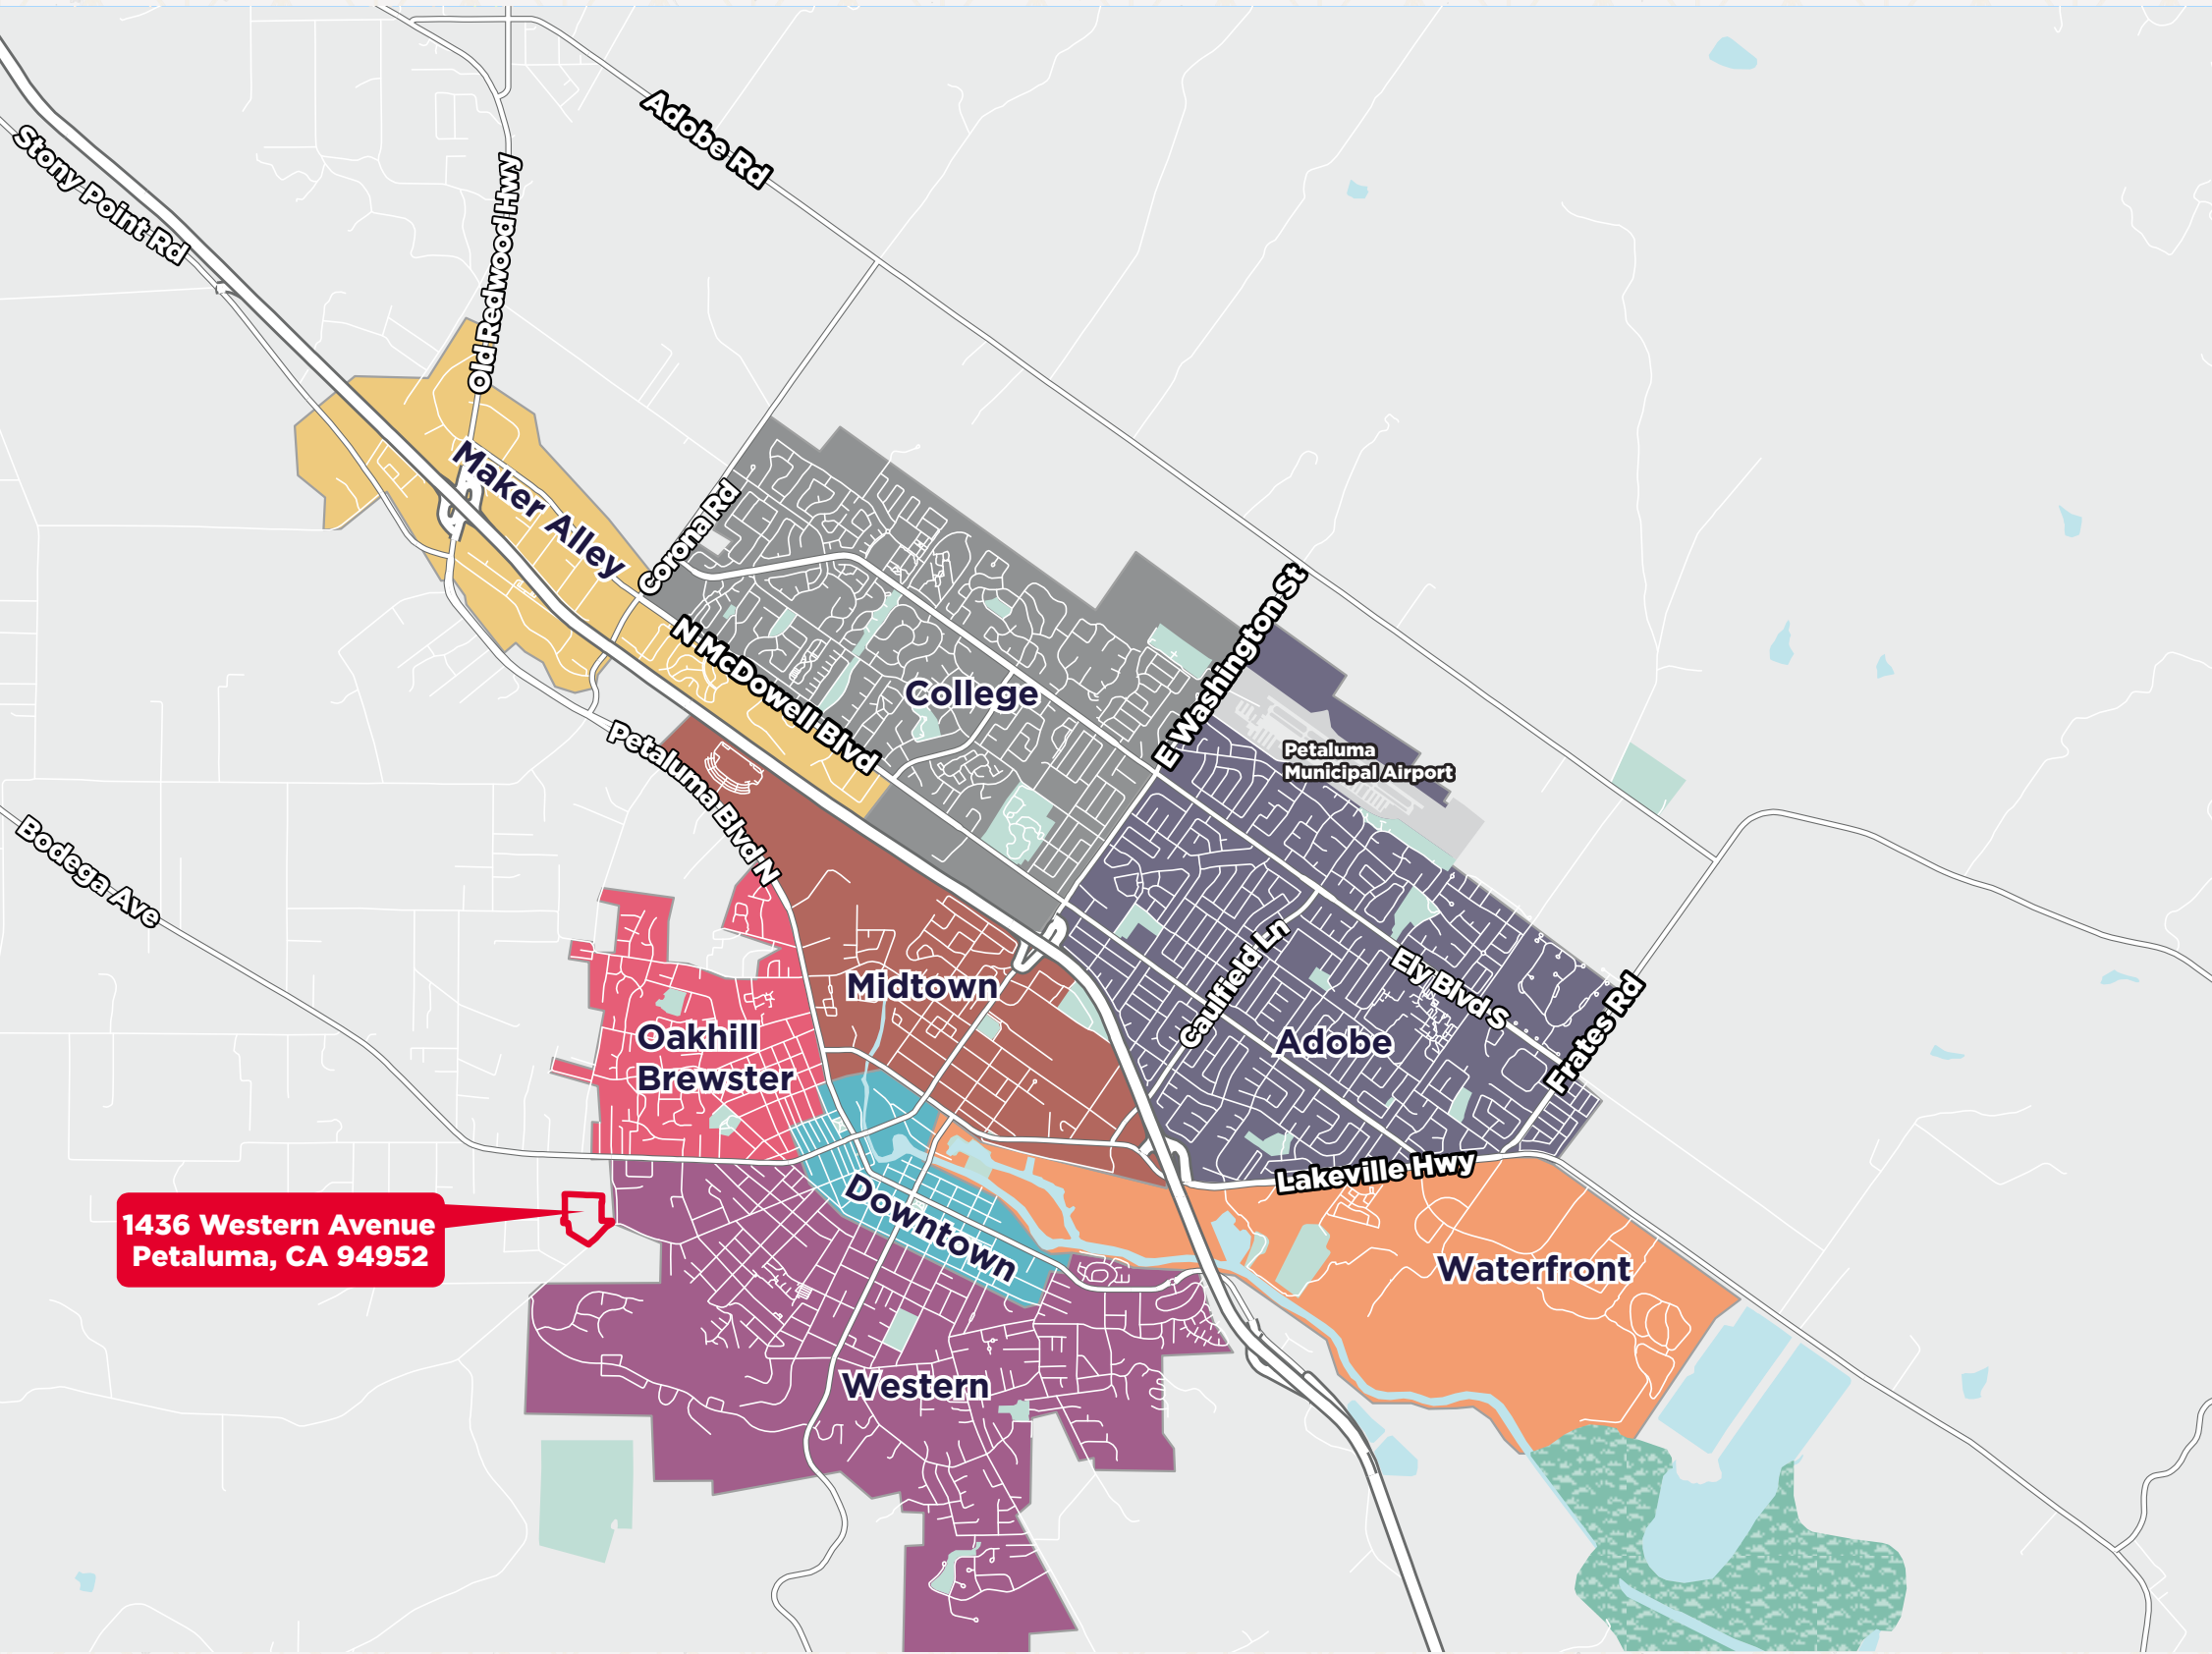 Adobe Rd
Stony Point Rd
Old Redwood Hwy
Maker Alley
Corona Rd
E Washington St
N McDowell Blvd
College
Petaluma Blvd N
Petaluma
Municipal Airport
Bodega Ave
Midtown
Caulfield Ln
Ely Blvd S
Frates Rd
Oakhill
Brewster
Adobe
Lakeville Hwy
Downtown
1436 Western Avenue
Petaluma, CA 94952
Waterfront
Western